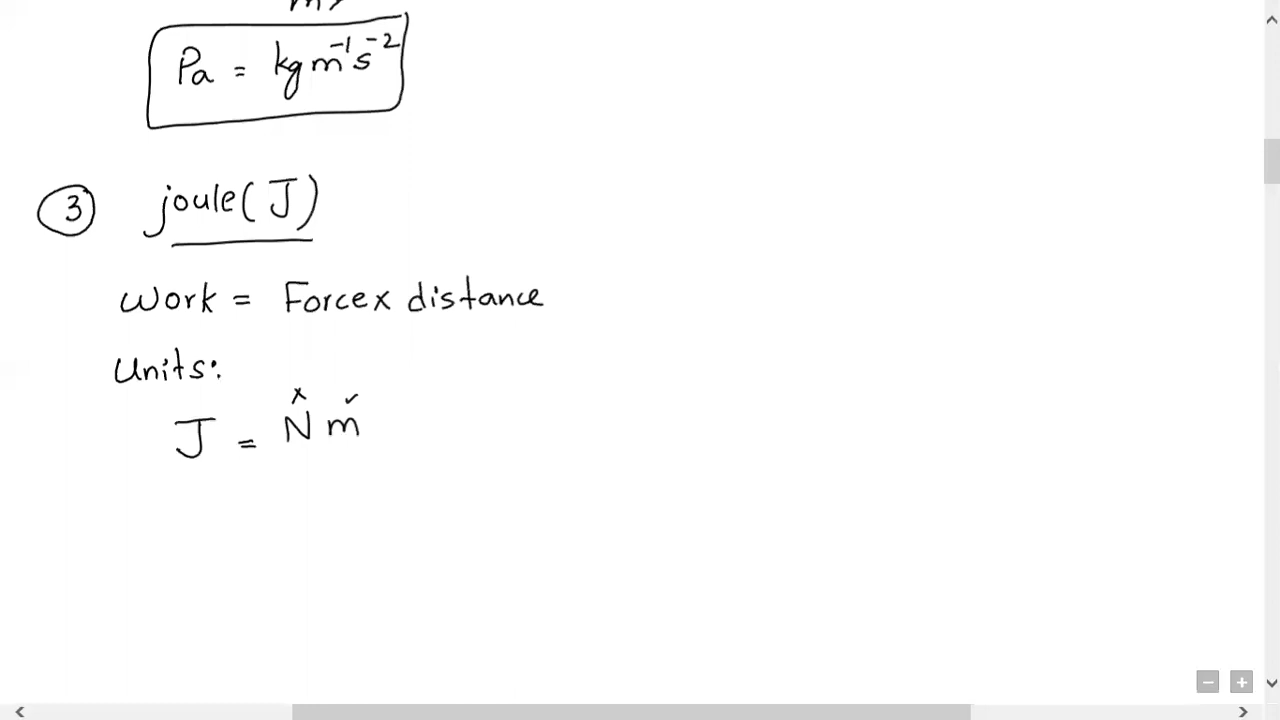 Pa = kg m⁻¹ s⁻²
3 joule (J)
work = Force x distance
Units:
x ✓
J = N m